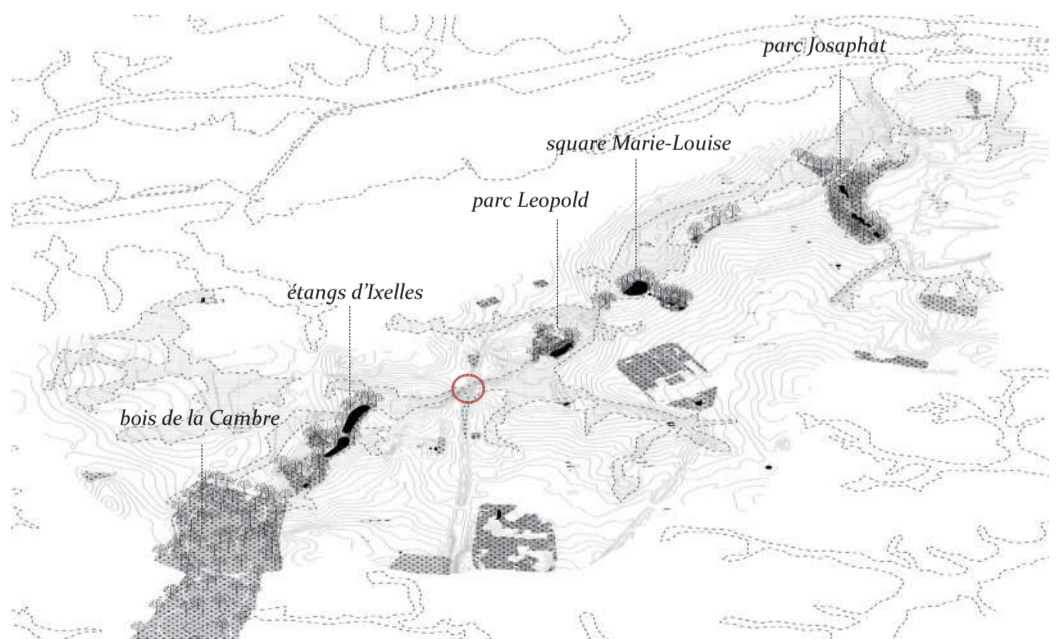 parc Josaphat
square Marie-Louise
parc Leopold
étangs d'Ixelles
bois de la Cambre